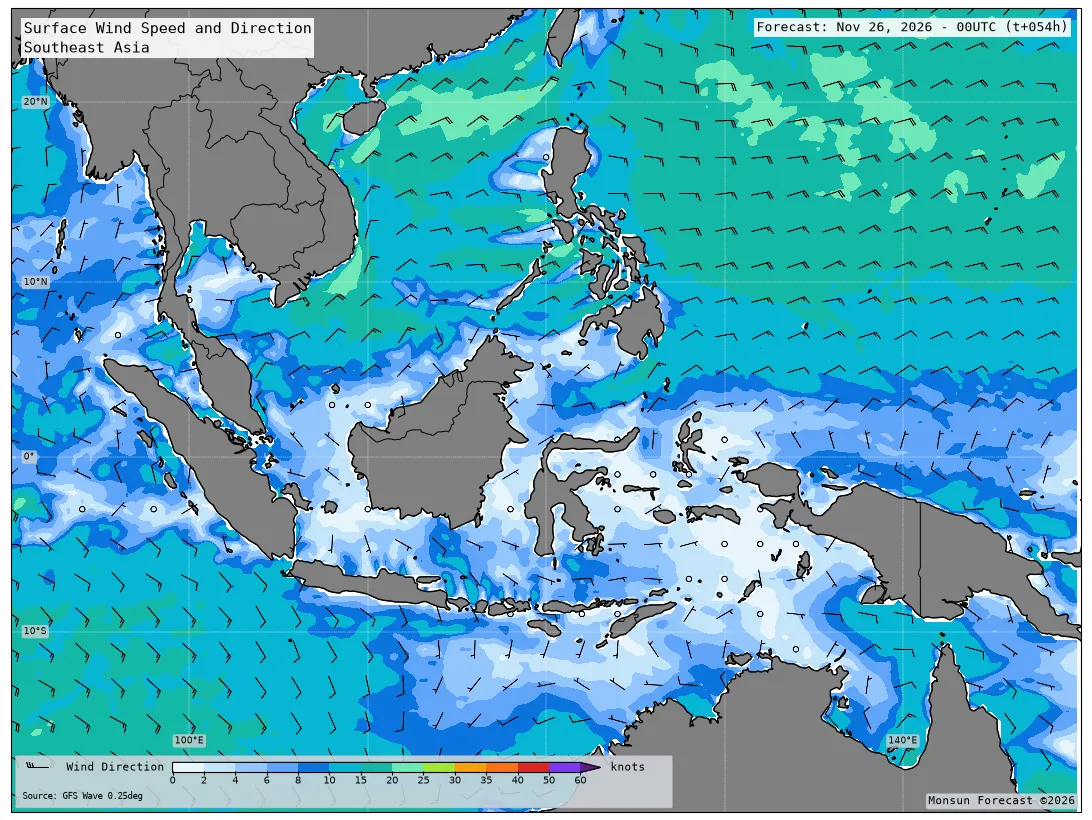 Surface Wind Speed and Direction
Southeast Asia
Forecast: Nov 26, 2026 - 00UTC (t+054h)
20°N
10°N
0°
10°S
100°E
140°E
Wind Direction
knots
0 2 4 6 8 10 15 20 25 30 35 40 50 60
Source: GFS Wave 0.25deg
Monsun Forecast ©2026